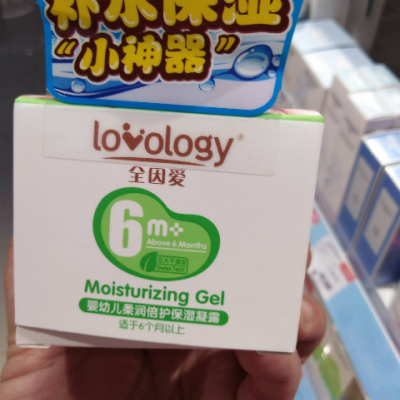 补水保湿
“小神器”
lovology®
全因爱
6m+
Above 6 Months
Moisturizing Gel
婴幼儿柔润倍护保湿凝露
适于6个月以上